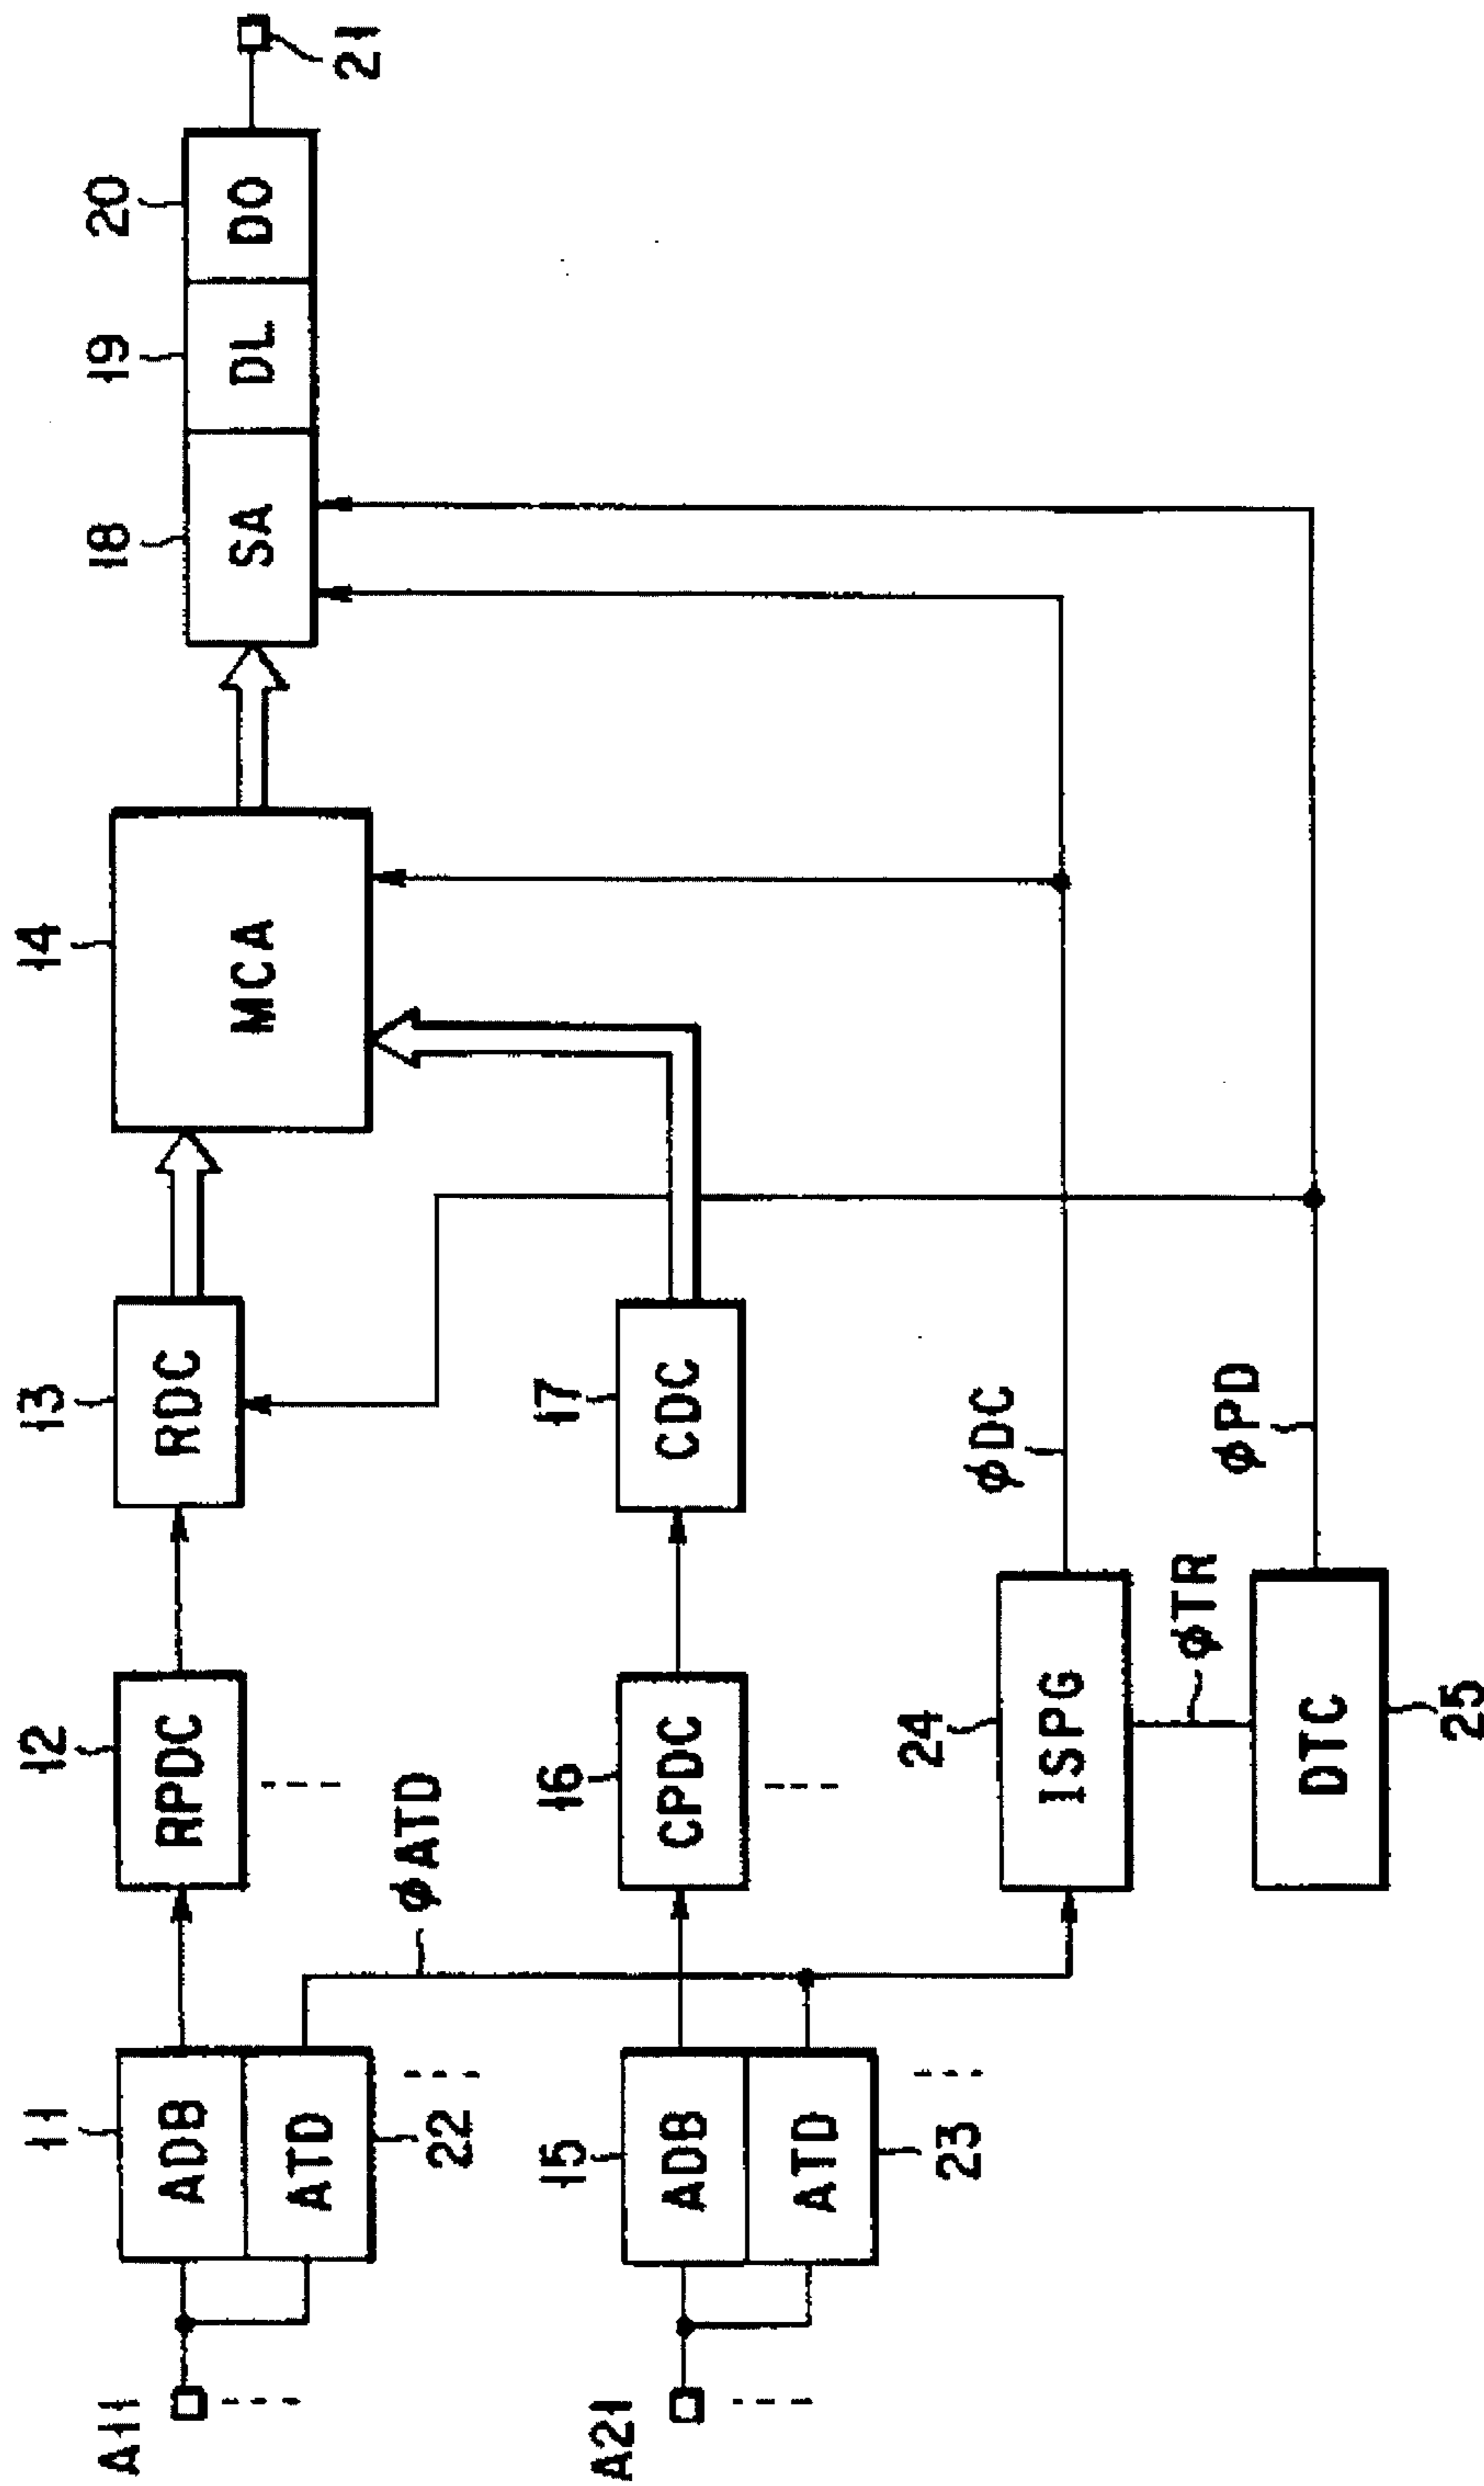 A11
11
ADB
ATD
22
φATD
12
RPDC
13
RDC
14
MCA
18
SA
19
DL
20
DO
21
A21
15
ADB
ATD
23
16
CPDC
17
CDC
24
ISPG
φDC
φTR
DTC
25
φPD